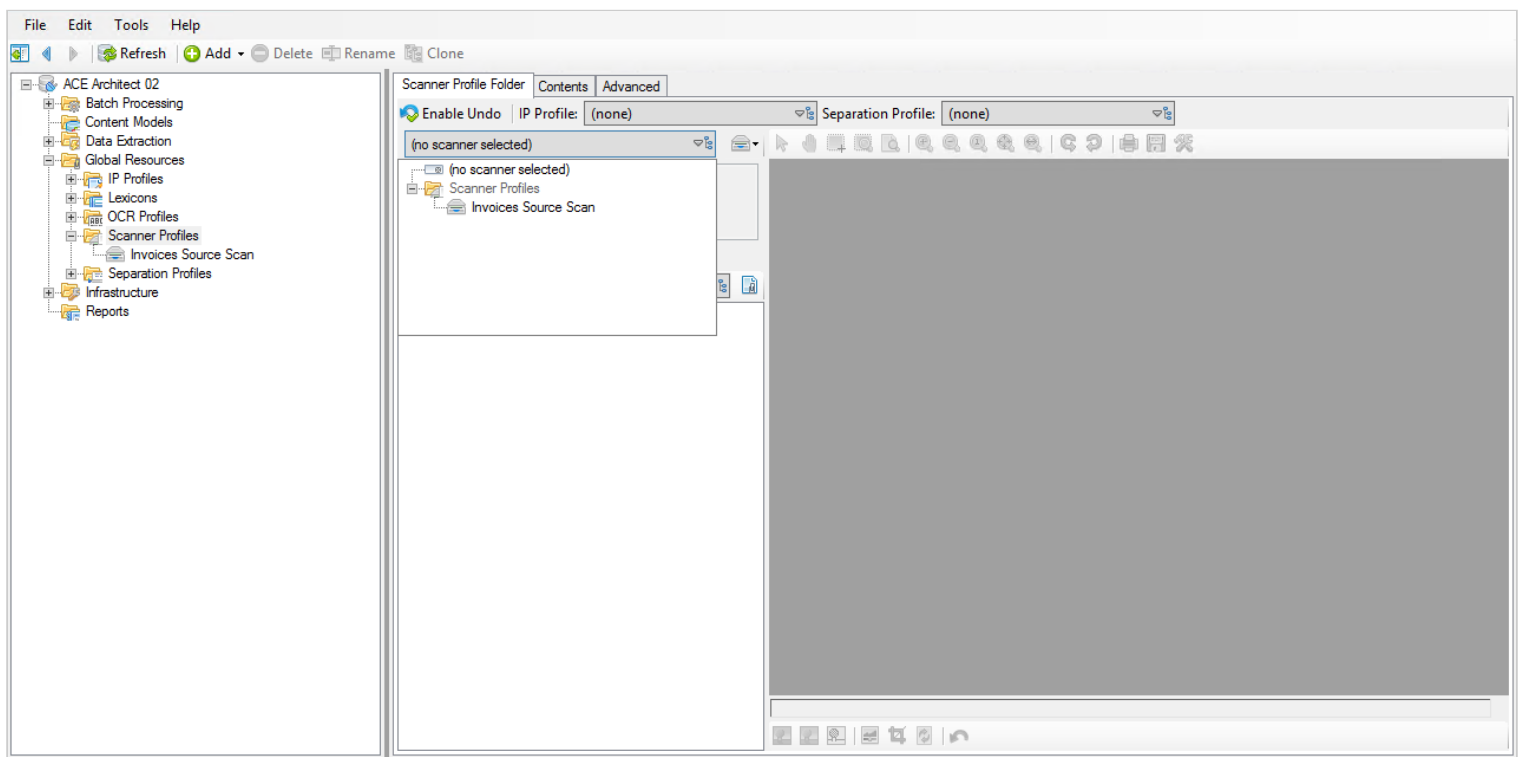 File Edit Tools Help
Refresh Add Delete Rename Clone
ACE Architect 02
Batch Processing
Content Models
Data Extraction
Global Resources
IP Profiles
Lexicons
OCR Profiles
Scanner Profiles
Invoices Source Scan
Separation Profiles
Infrastructure
Reports
Scanner Profile Folder Contents Advanced
Enable Undo IP Profile: (none) Separation Profile: (none)
(no scanner selected)
(no scanner selected)
Scanner Profiles
Invoices Source Scan